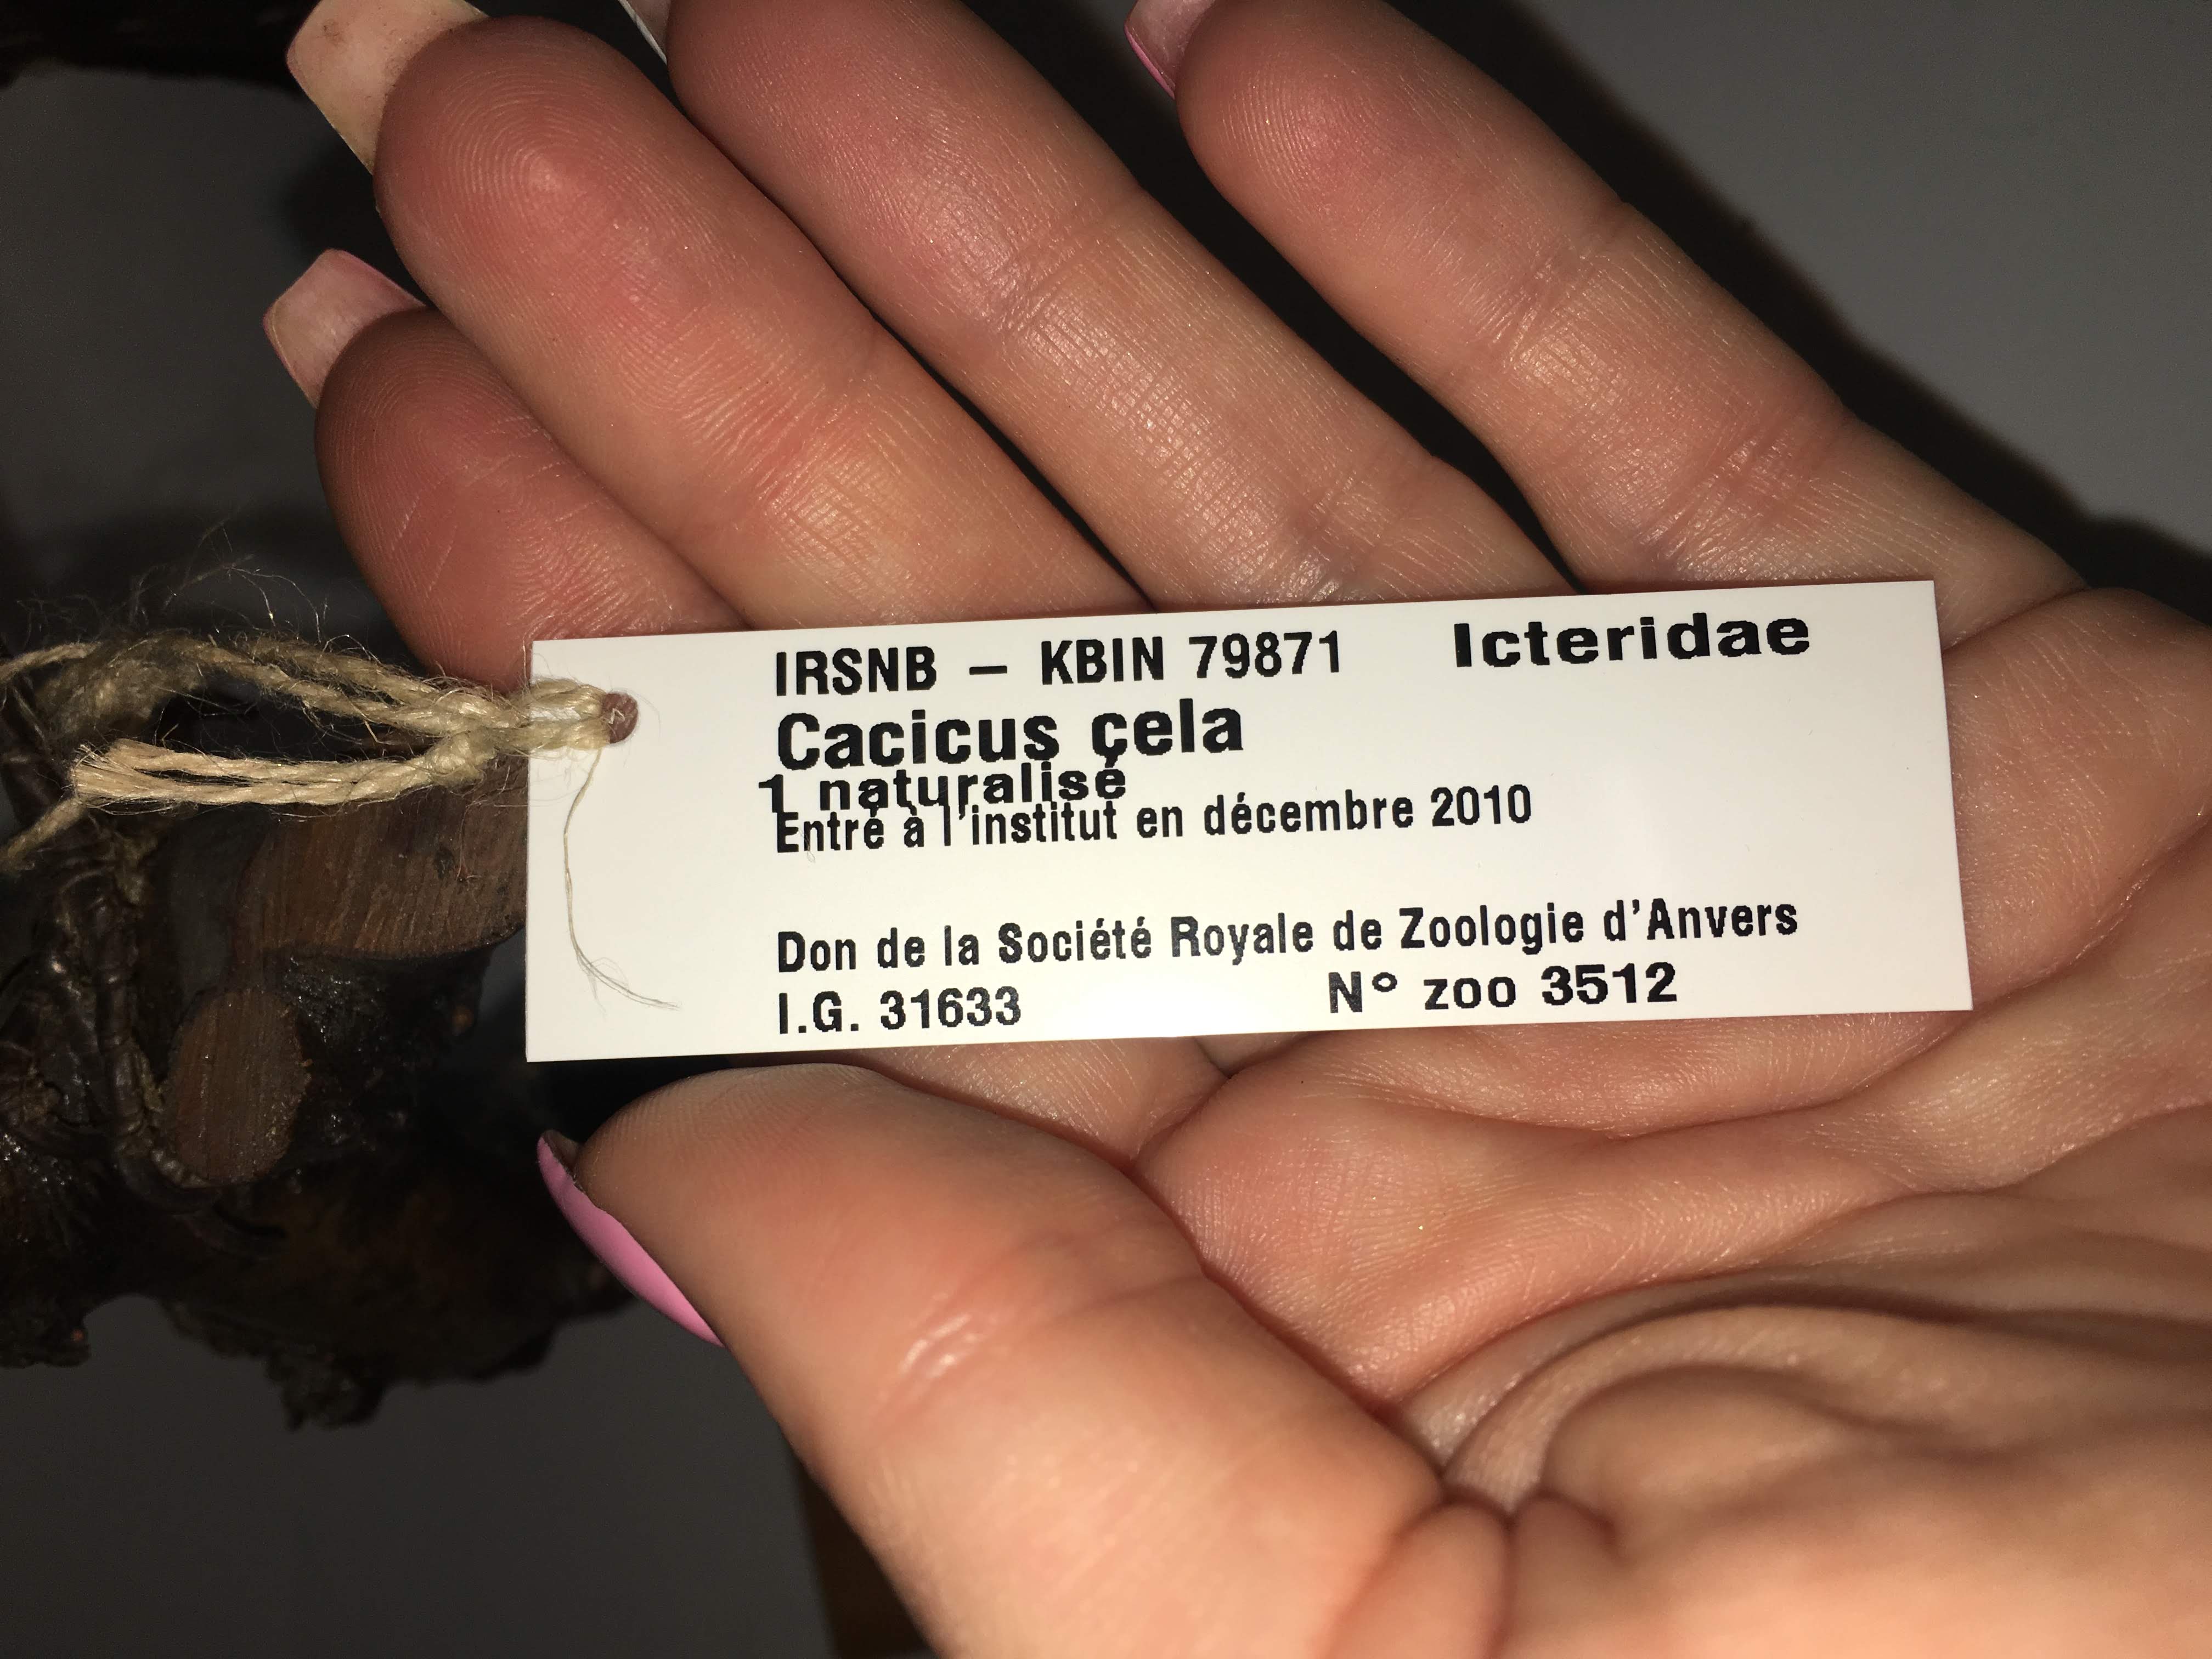 IRSNB – KBIN 79871 Icteridae
Cacicus cela
1 naturalisé
Entré à l'institut en décembre 2010
Don de la Société Royale de Zoologie d'Anvers
I.G. 31633 N° zoo 3512